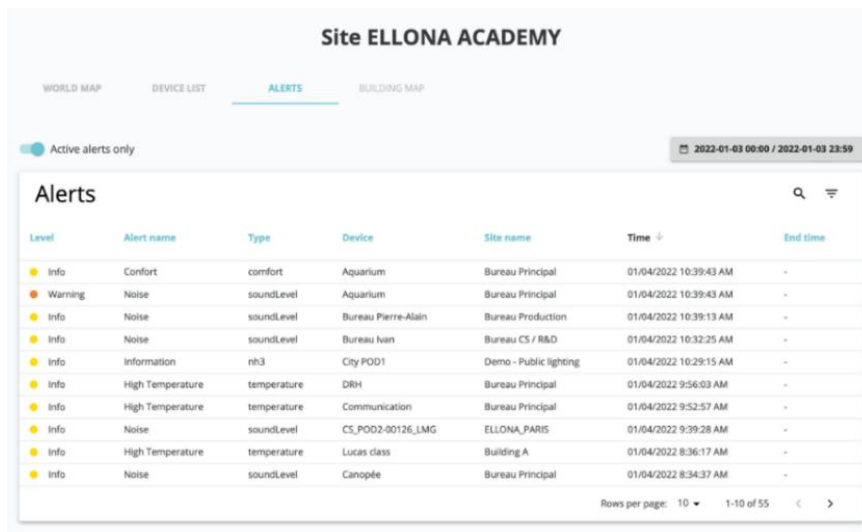 Site ELLONA ACADEMY
WORLD MAP DEVICE LIST ALERTS BUILDING MAP
Active alerts only 2022-01-03 00:00 / 2022-01-03 23:59
Alerts
Level Alert name Type Device Site name Time ↓ End time
Info Confort comfort Aquarium Bureau Principal 01/04/2022 10:39:43 AM -
Warning Noise soundLevel Aquarium Bureau Principal 01/04/2022 10:39:43 AM -
Info Noise soundLevel Bureau Pierre-Alain Bureau Production 01/04/2022 10:39:13 AM -
Info Noise soundLevel Bureau Ivan Bureau CS / R&D 01/04/2022 10:32:25 AM -
Info Information nh3 City POD1 Demo - Public lighting 01/04/2022 10:29:15 AM -
Info High Temperature temperature DRH Bureau Principal 01/04/2022 9:56:03 AM -
Info High Temperature temperature Communication Bureau Principal 01/04/2022 9:52:57 AM -
Info Noise soundLevel CS_POD2-00126_LMG ELLONA_PARIS 01/04/2022 9:39:28 AM -
Info High Temperature temperature Lucas class Building A 01/04/2022 8:36:17 AM -
Info Noise soundLevel Canopée Bureau Principal 01/04/2022 8:34:37 AM -
Rows per page: 10 1-10 of 55